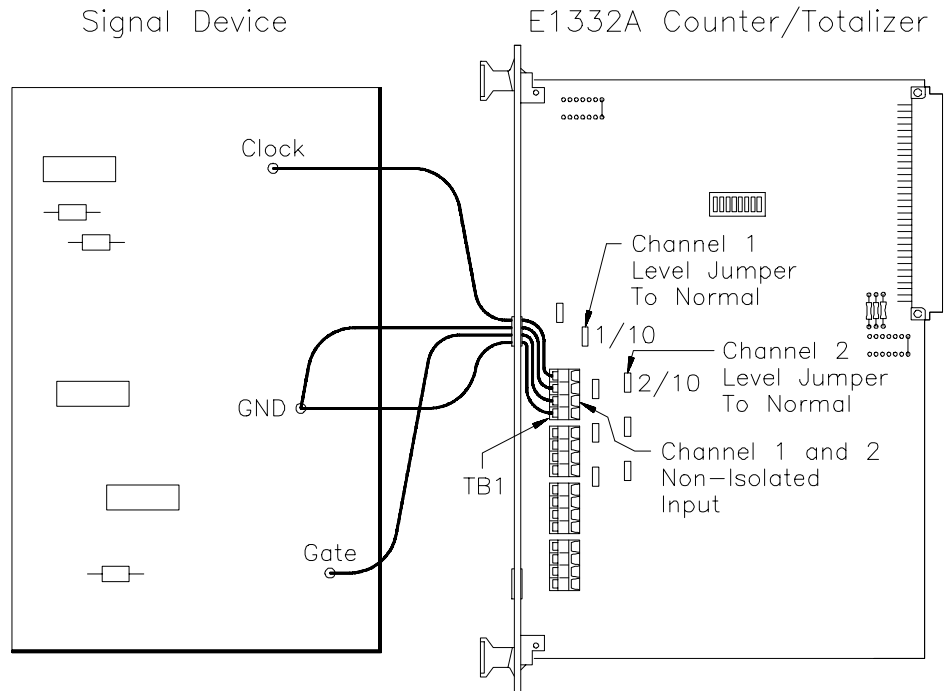 Signal Device
E1332A Counter/Totalizer
Clock
GND
Gate
Channel 1
Level Jumper
To Normal
1/10
Channel 2
Level Jumper
To Normal
2/10
TB1
Channel 1 and 2
Non-Isolated
Input